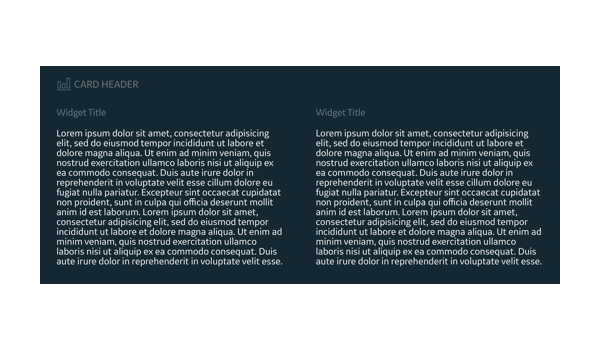 CARD HEADER
Widget Title
Lorem ipsum dolor sit amet, consectetur adipisicing
elit, sed do eiusmod tempor incididunt ut labore et
dolore magna aliqua. Ut enim ad minim veniam, quis
nostrud exercitation ullamco laboris nisi ut aliquip ex
ea commodo consequat. Duis aute irure dolor in
reprehenderit in voluptate velit esse cillum dolore eu
fugiat nulla pariatur. Excepteur sint occaecat cupidatat
non proident, sunt in culpa qui officia deserunt mollit
anim id est laborum. Lorem ipsum dolor sit amet,
consectetur adipisicing elit, sed do eiusmod tempor
incididunt ut labore et dolore magna aliqua. Ut enim ad
minim veniam, quis nostrud exercitation ullamco
laboris nisi ut aliquip ex ea commodo consequat. Duis
aute irure dolor in reprehenderit in voluptate velit esse.
Widget Title
Lorem ipsum dolor sit amet, consectetur adipisicing
elit, sed do eiusmod tempor incididunt ut labore et
dolore magna aliqua. Ut enim ad minim veniam, quis
nostrud exercitation ullamco laboris nisi ut aliquip ex
ea commodo consequat. Duis aute irure dolor in
reprehenderit in voluptate velit esse cillum dolore eu
fugiat nulla pariatur. Excepteur sint occaecat cupidatat
non proident, sunt in culpa qui officia deserunt mollit
anim id est laborum. Lorem ipsum dolor sit amet,
consectetur adipisicing elit, sed do eiusmod tempor
incididunt ut labore et dolore magna aliqua. Ut enim ad
minim veniam, quis nostrud exercitation ullamco
laboris nisi ut aliquip ex ea commodo consequat. Duis
aute irure dolor in reprehenderit in voluptate velit esse.